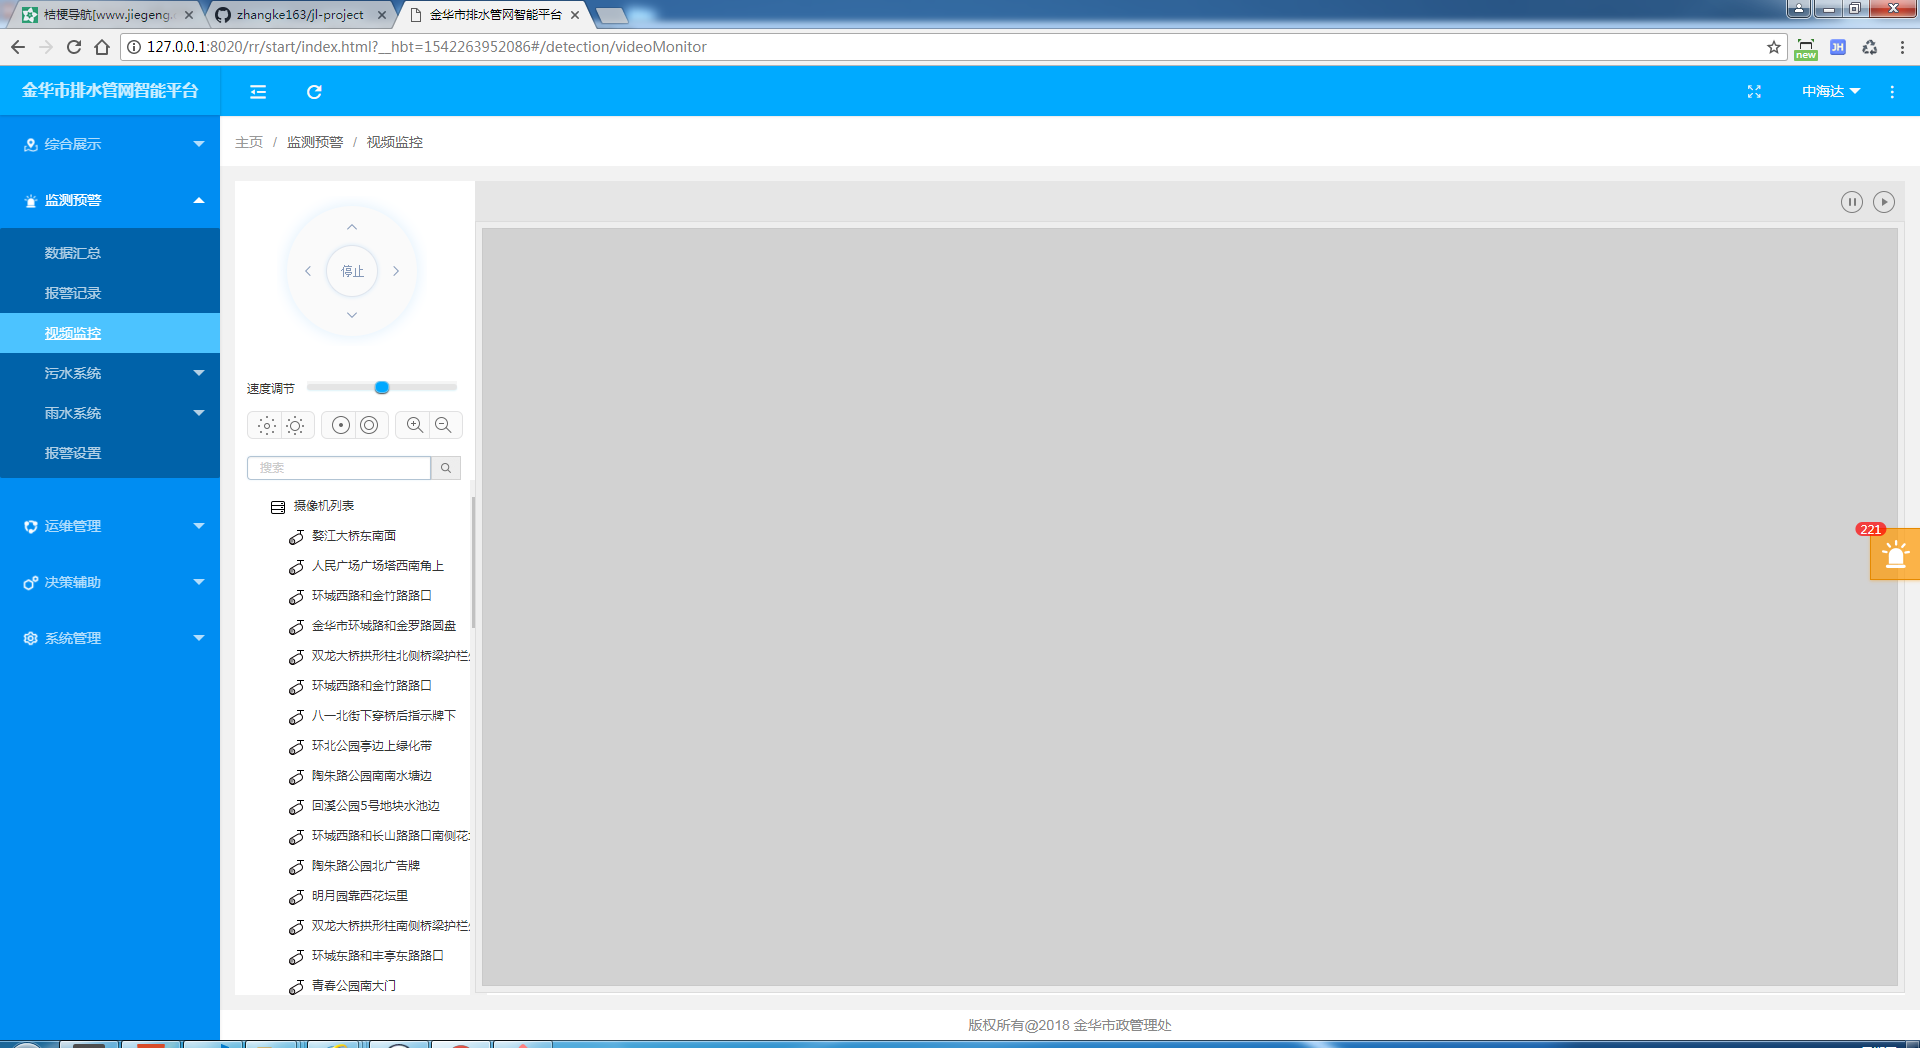 桔梗导航[www.jiegeng.
zhangke163/jl-project
金华市排水管网智能平台
127.0.0.1:8020/rr/start/index.html?__hbt=1542263952086#/detection/videoMonitor
new
JH
金华市排水管网智能平台
中海达
综合展示
监测预警
数据汇总
报警记录
视频监控
污水系统
雨水系统
报警设置
运维管理
决策辅助
系统管理
主页 / 监测预警 / 视频监控
停止
速度调节
搜索
摄像机列表
婺江大桥东南面
人民广场广场塔西南角上
环城西路和金竹路路口
金华市环城路和金罗路圆盘
双龙大桥拱形柱北侧桥梁护栏
环城西路和金竹路路口
八一北街下穿桥后指示牌下
环北公园亭边上绿化带
陶朱路公园南南水塘边
回溪公园5号地块水池边
环城西路和长山路路口南侧花
陶朱路公园北广告牌
明月园靠西花坛里
双龙大桥拱形柱南侧桥梁护栏
环城东路和丰亭东路路口
青春公园南大门
221
版权所有@2018 金华市政管理处